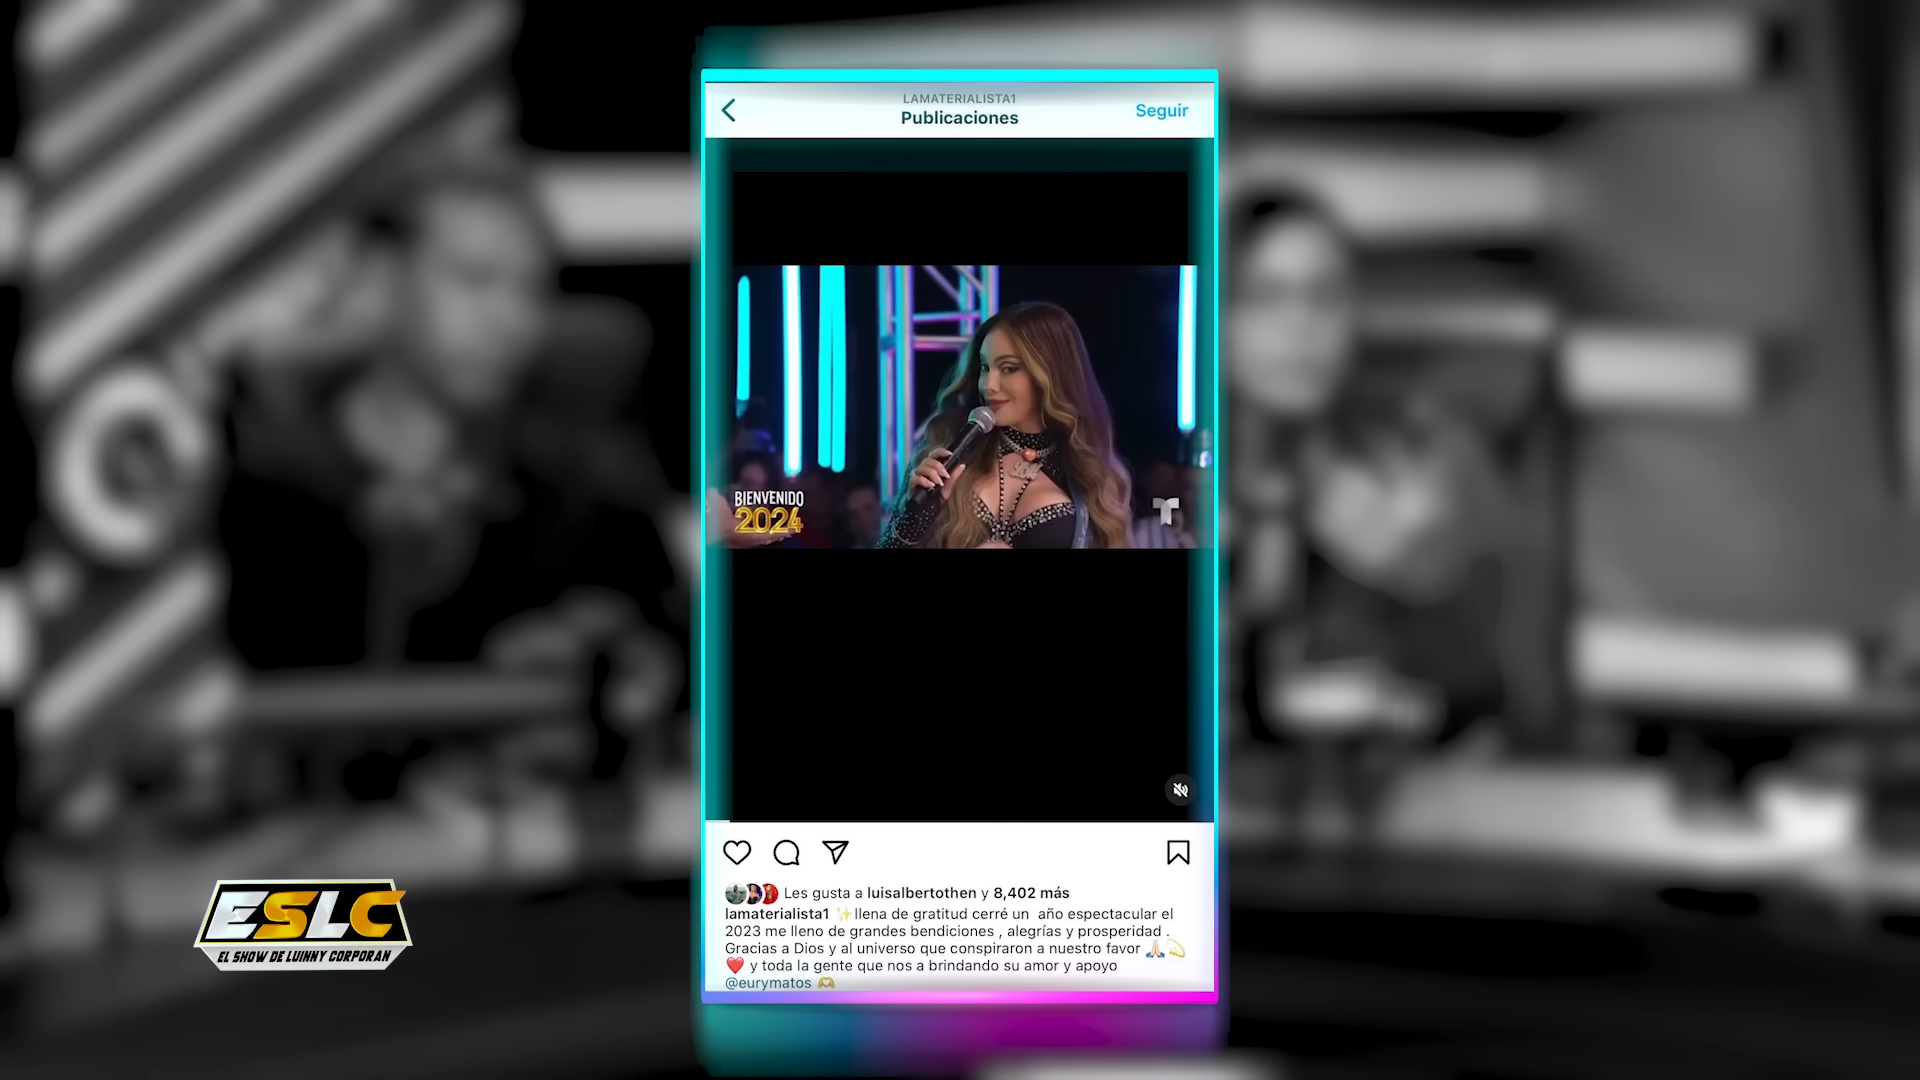 LAMATERIALISTA1
Publicaciones
Seguir
BIENVENIDO
2024
Les gusta a luisalbertothen y 8,402 más
lamaterialista1 ✨llena de gratitud cerré un año espectacular el
2023 me lleno de grandes bendiciones , alegrías y prosperidad .
Gracias a Dios y al universo que conspiraron a nuestro favor 🙏🏻💫
❤️ y toda la gente que nos a brindando su amor y apoyo
@eurymatos 🫶
ESLC
EL SHOW DE LUINNY CORPORAN